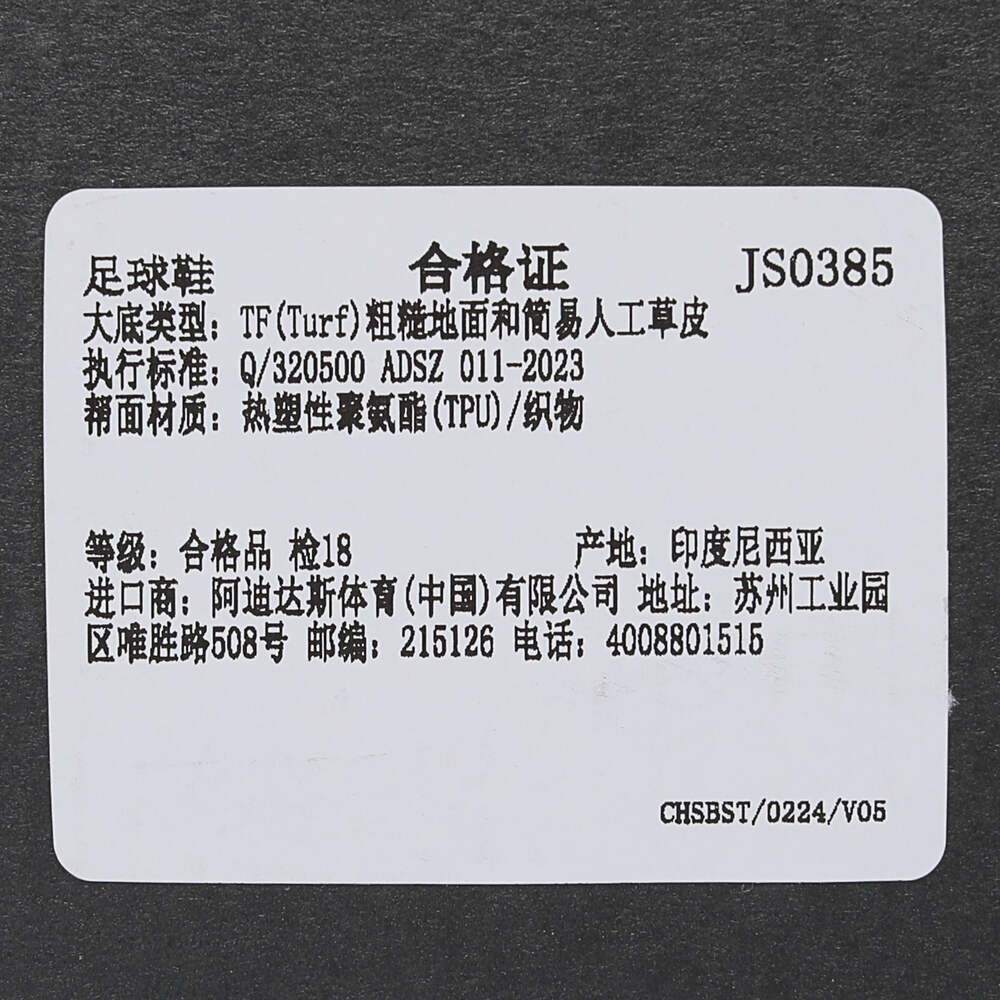 足球鞋 合格证 JS0385
大底类型：TF(Turf)粗糙地面和简易人工草皮
执行标准：Q/320500 ADSZ 011-2023
帮面材质：热塑性聚氨酯(TPU)/织物
等级：合格品 检18 产地：印度尼西亚
进口商：阿迪达斯体育(中国)有限公司 地址：苏州工业园
区唯胜路508号 邮编：215126 电话：4008801515
CHSBST/0224/V05